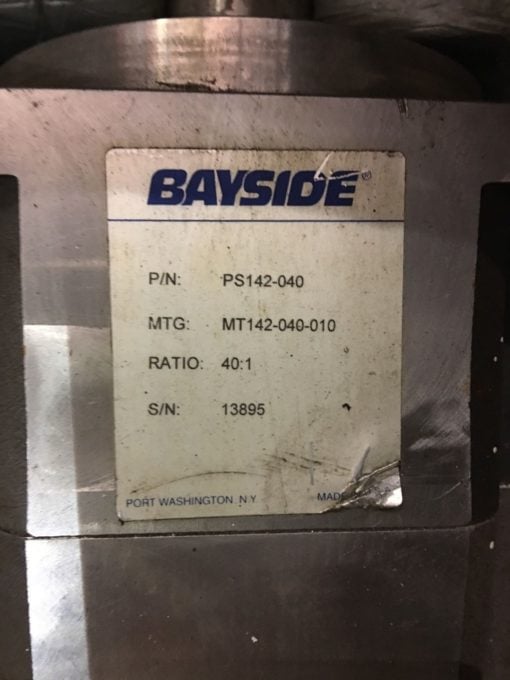 BAYSIDE®
P/N: PS142-040
MTG: MT142-040-010
RATIO: 40:1
S/N: 13895
PORT WASHINGTON N.Y. MADE